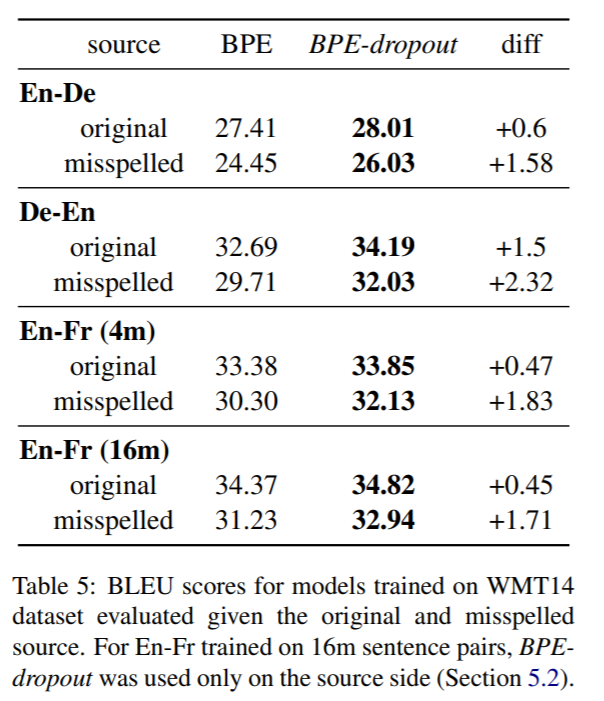 source BPE BPE-dropout diff
En-De
original 27.41 28.01 +0.6
misspelled 24.45 26.03 +1.58
De-En
original 32.69 34.19 +1.5
misspelled 29.71 32.03 +2.32
En-Fr (4m)
original 33.38 33.85 +0.47
misspelled 30.30 32.13 +1.83
En-Fr (16m)
original 34.37 34.82 +0.45
misspelled 31.23 32.94 +1.71
Table 5: BLEU scores for models trained on WMT14
dataset evaluated given the original and misspelled
source. For En-Fr trained on 16m sentence pairs, BPE-
dropout was used only on the source side (Section 5.2).